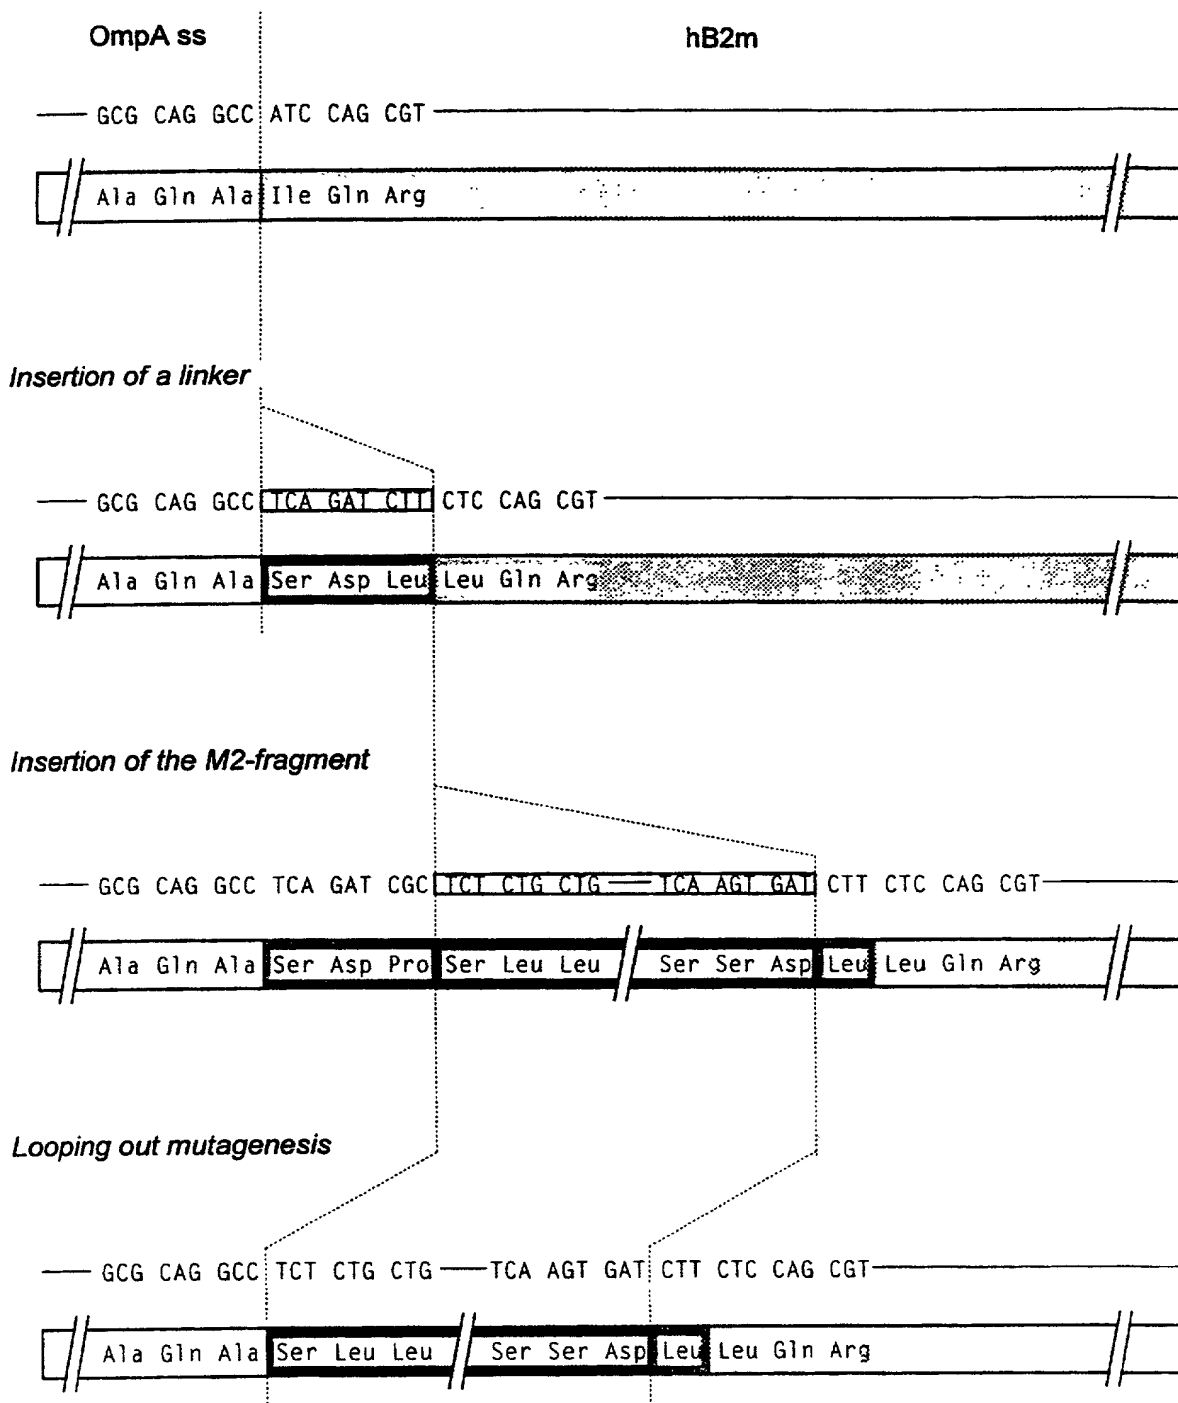 OmpA ss hB2m
GCG CAG GCC ATC CAG CGT
Ala Gln Ala Ile Gln Arg
Insertion of a linker
GCG CAG GCC TCA GAT CTT CTC CAG CGT
Ala Gln Ala Ser Asp Leu Leu Gln Arg
Insertion of the M2-fragment
GCG CAG GCC TCA GAT CGC TCT CTG CTG TCA AGT GAT CTT CTC CAG CGT
Ala Gln Ala Ser Asp Pro Ser Leu Leu Ser Ser Asp Leu Leu Gln Arg
Looping out mutagenesis
GCG CAG GCC TCT CTG CTG TCA AGT GAT CTT CTC CAG CGT
Ala Gln Ala Ser Leu Leu Ser Ser Asp Leu Leu Gln Arg